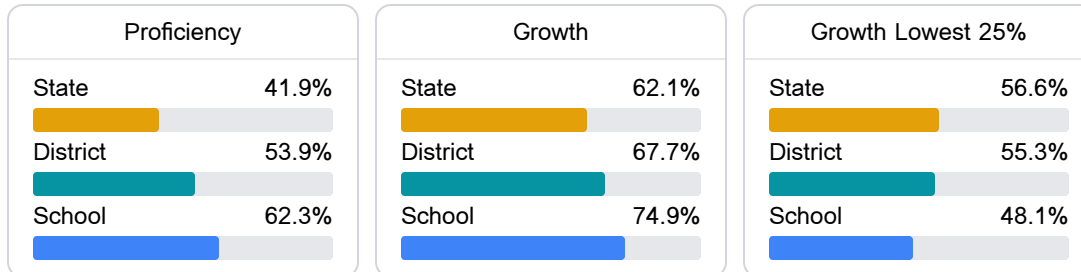 Proficiency
State 41.9%
District 53.9%
School 62.3%
Growth
State 62.1%
District 67.7%
School 74.9%
Growth Lowest 25%
State 56.6%
District 55.3%
School 48.1%